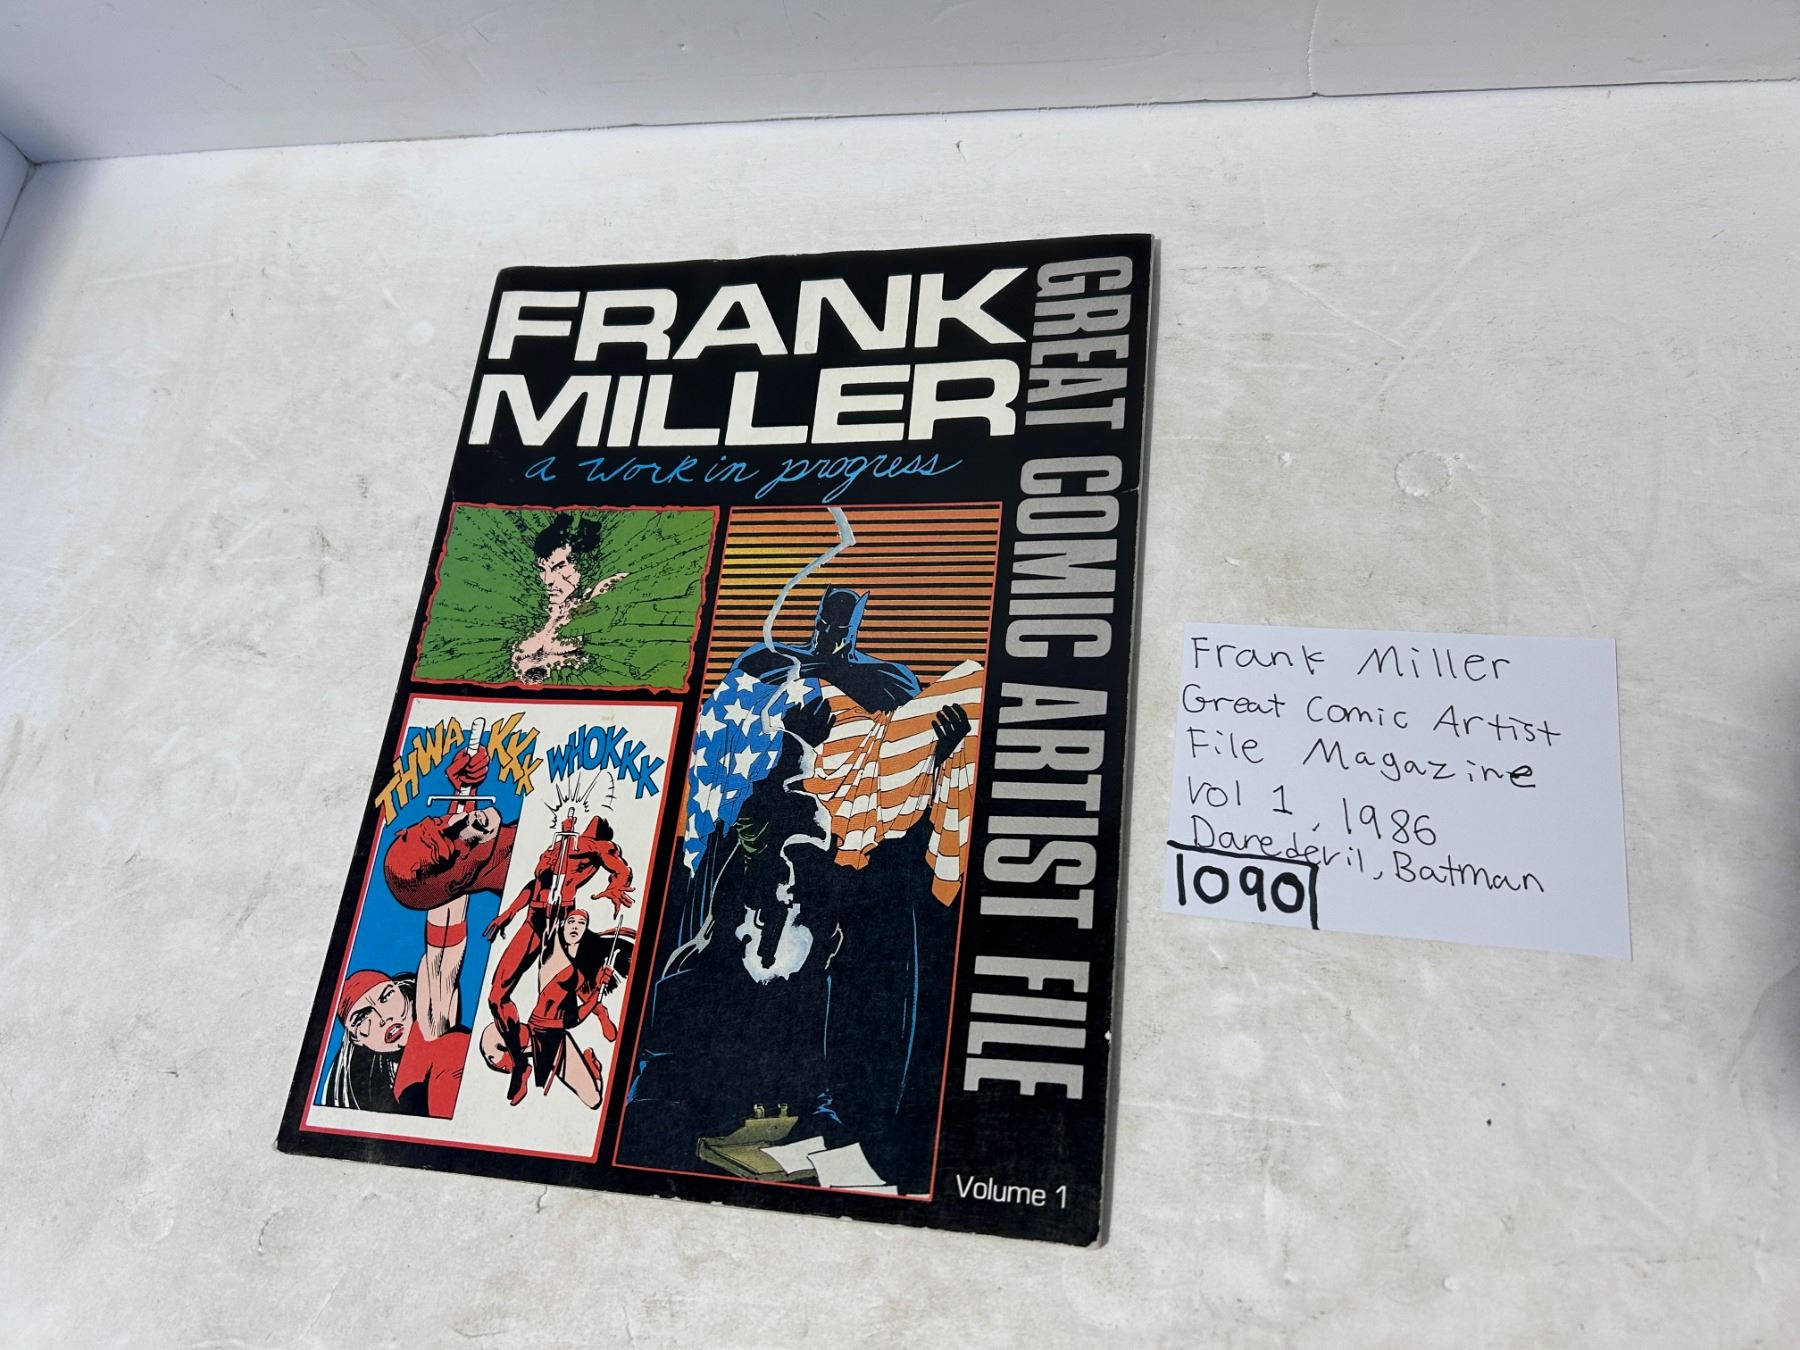 FRANK
MILLER
a work in progress
GREAT COMIC ARTIST FILE
THWAKKK
WHOKKK
Volume 1
Frank Miller
Great Comic Artist
File Magazine
Vol 1, 1986
Daredevil, Batman
1090